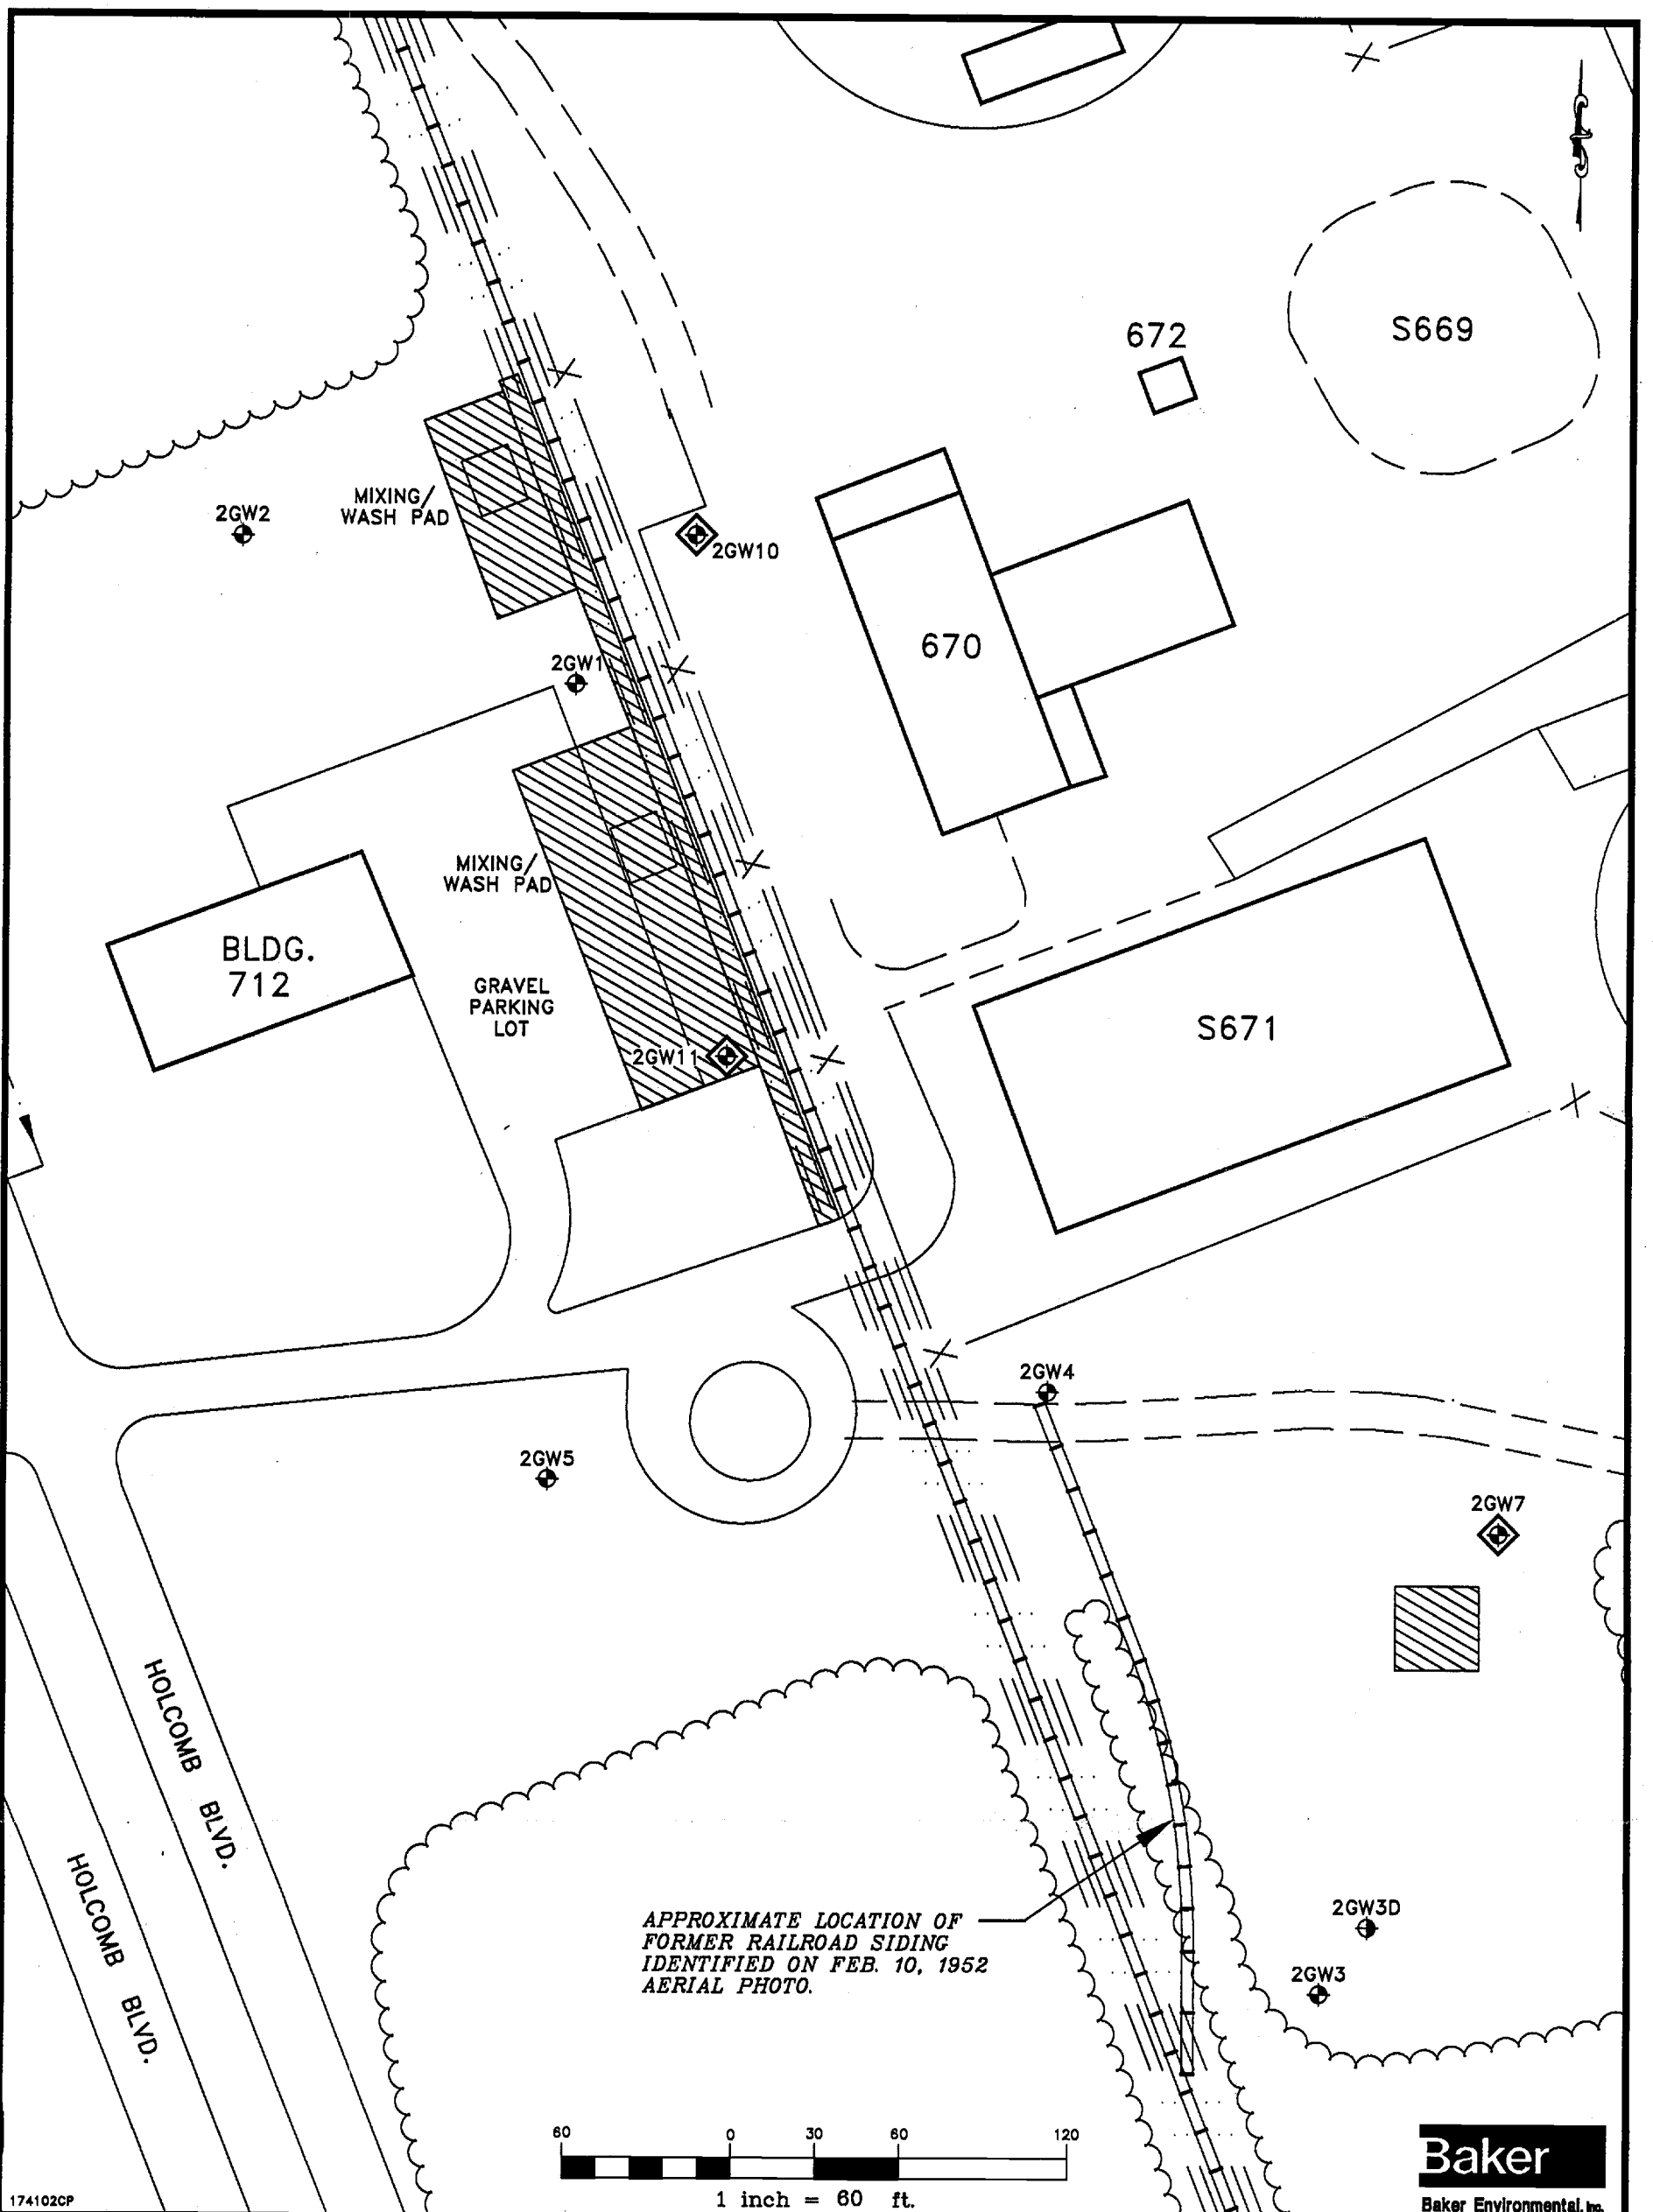 672
S669
MIXING/
WASH PAD
2GW2
2GW10
670
2GW1
MIXING/
WASH PAD
BLDG.
712
GRAVEL
PARKING
LOT
S671
2GW11
2GW4
2GW5
2GW7
HOLCOMB BLVD.
HOLCOMB BLVD.
APPROXIMATE LOCATION OF
FORMER RAILROAD SIDING
IDENTIFIED ON FEB. 10, 1952
AERIAL PHOTO.
2GW3D
2GW3
60 0 30 60 120
1 inch = 60 ft.
174102CP
Baker
Baker Environmental, Inc.